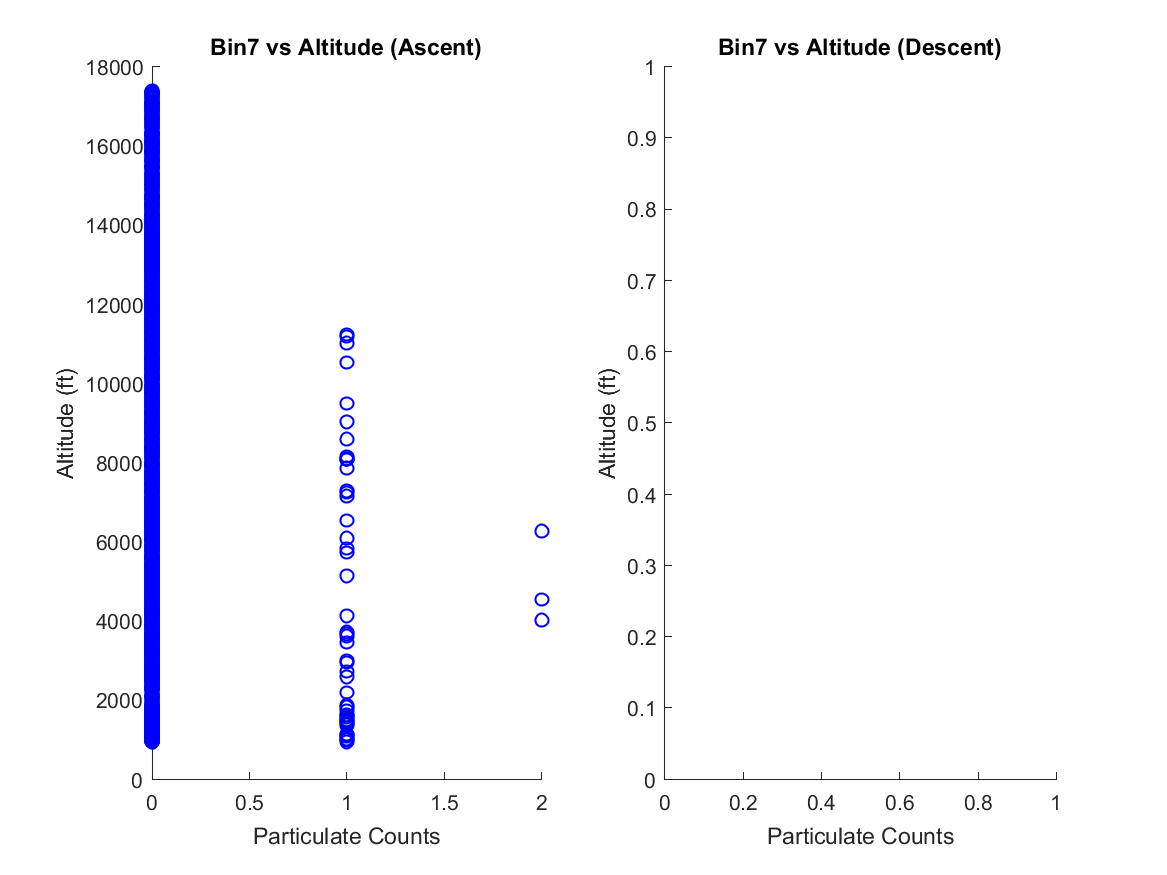 Bin7 vs Altitude (Ascent)
18000
16000
14000
12000
10000
8000
6000
4000
2000
0
Altitude (ft)
0 0.5 1 1.5 2
Particulate Counts
Bin7 vs Altitude (Descent)
1
0.9
0.8
0.7
0.6
0.5
0.4
0.3
0.2
0.1
0
Altitude (ft)
0 0.2 0.4 0.6 0.8 1
Particulate Counts